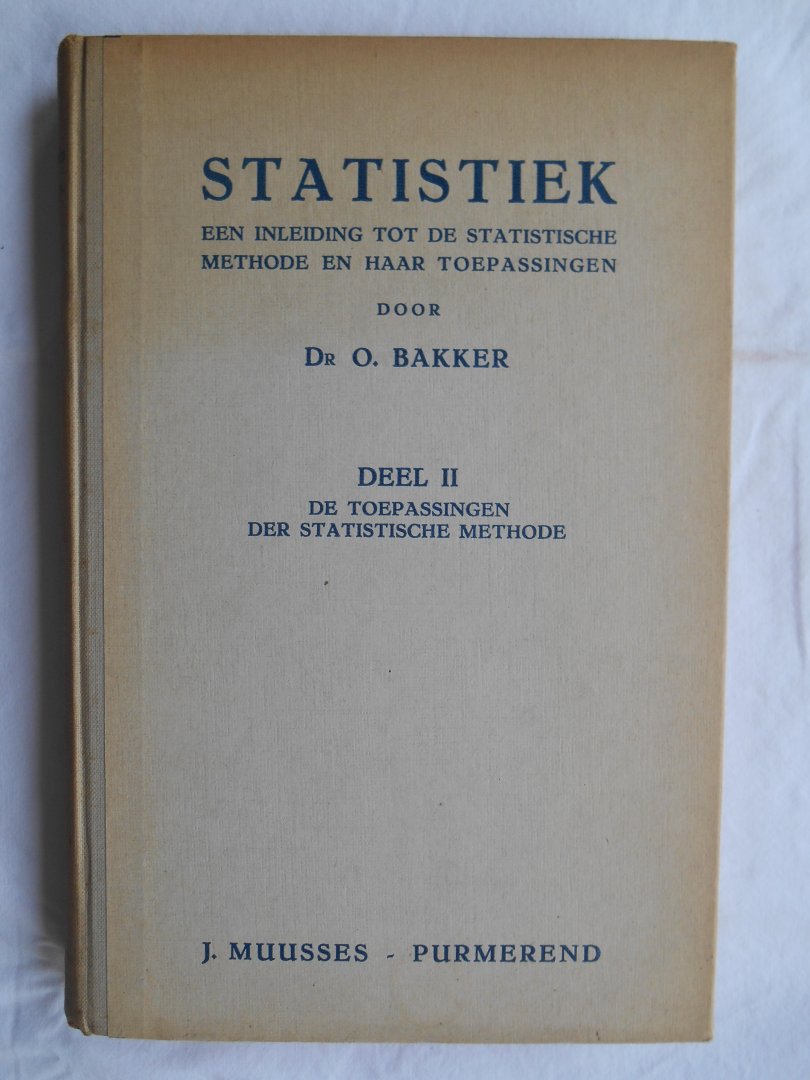 STATISTIEK
EEN INLEIDING TOT DE STATISTISCHE
METHODE EN HAAR TOEPASSINGEN
DOOR
DR O. BAKKER
DEEL II
DE TOEPASSINGEN
DER STATISTISCHE METHODE
J. MUUSSES - PURMEREND